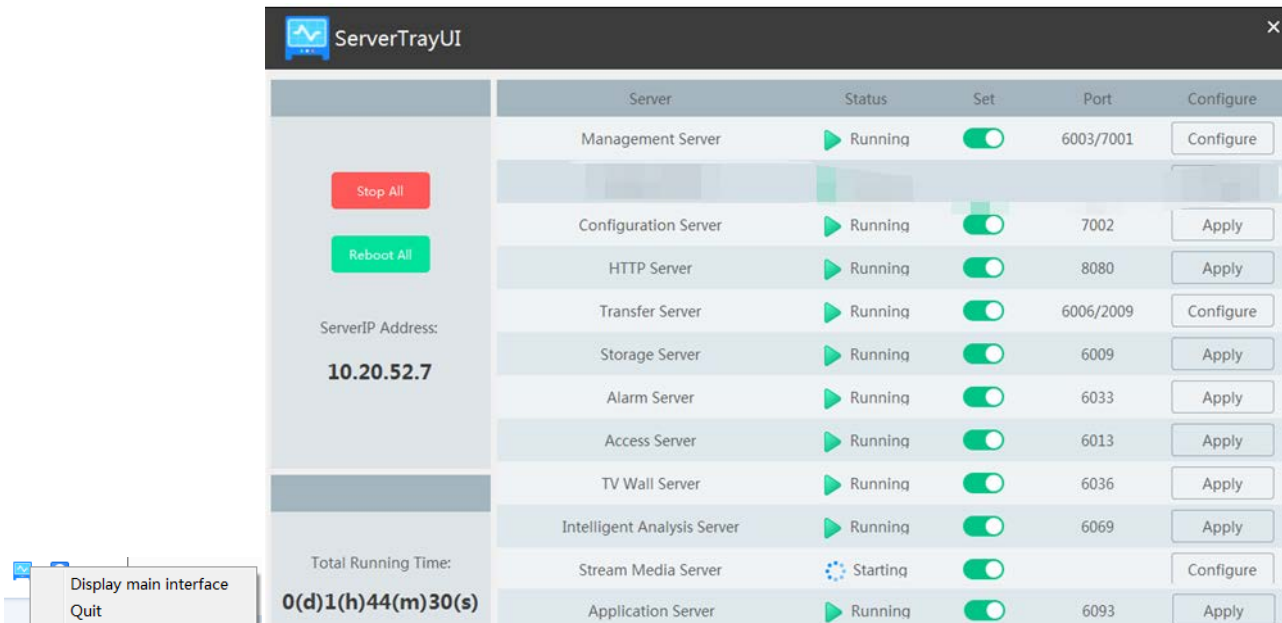 ServerTrayUI
Server Status Set Port Configure
Management Server Running 6003/7001 Configure
Configuration Server Running 7002 Apply
HTTP Server Running 8080 Apply
Transfer Server Running 6006/2009 Configure
Storage Server Running 6009 Apply
Alarm Server Running 6033 Apply
Access Server Running 6013 Apply
TV Wall Server Running 6036 Apply
Intelligent Analysis Server Running 6069 Apply
Stream Media Server Starting Configure
Application Server Running 6093 Apply
Stop All
Reboot All
ServerIP Address:
10.20.52.7
Total Running Time:
0(d)1(h)44(m)30(s)
Display main interface
Quit